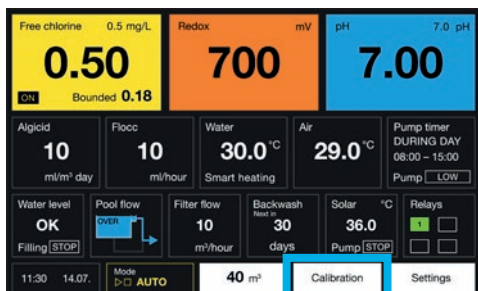 Free chlorine 0.5 mg/L
0.50
ON Bounded 0.18
Redox mV
700
pH 7.0 pH
7.00
Algicid
10
ml/m³ day
Flocc
10
ml/hour
Water
30.0°C
Smart heating
Air
29.0°C
Pump timer
DURING DAY
08:00 – 15:00
Pump LOW
Water level
OK
Filling STOP
Pool flow
OVER
Filter flow
10
m³/hour
Backwash
Next in
30
days
Solar °C
36.0
Pump STOP
Relays
1
11:30 14.07.
Mode
AUTO
40 m³
Calibration
Settings